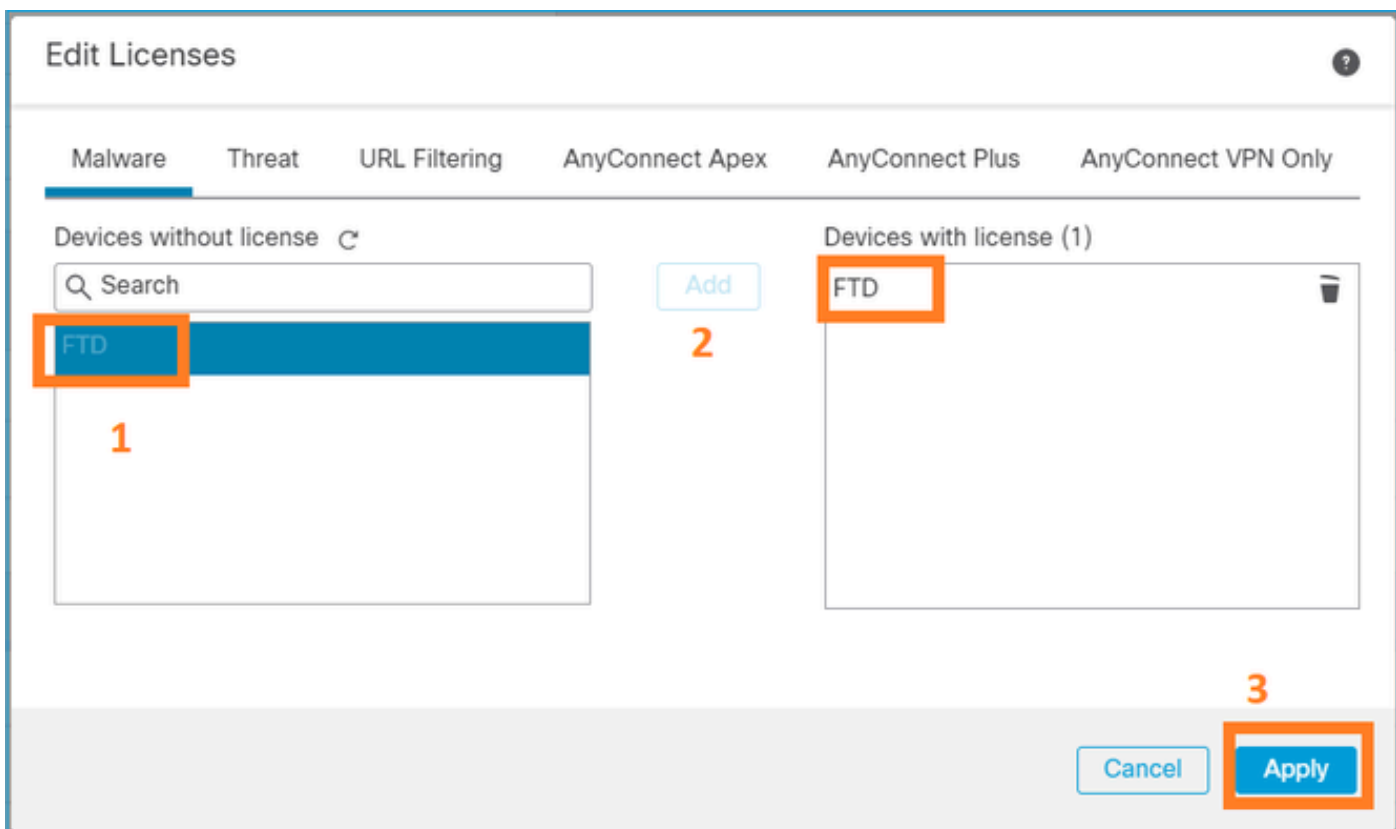 Edit Licenses
?
Malware Threat URL Filtering AnyConnect Apex AnyConnect Plus AnyConnect VPN Only
Devices without license Devices with license (1)
Search Add FTD
FTD 2
1
3
Cancel Apply